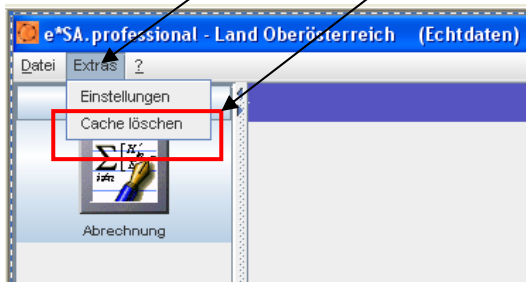 e*SA.professional - Land Oberösterreich (Echtdaten)
Datei Extras ?
Einstellungen
Cache löschen
Abrechnung